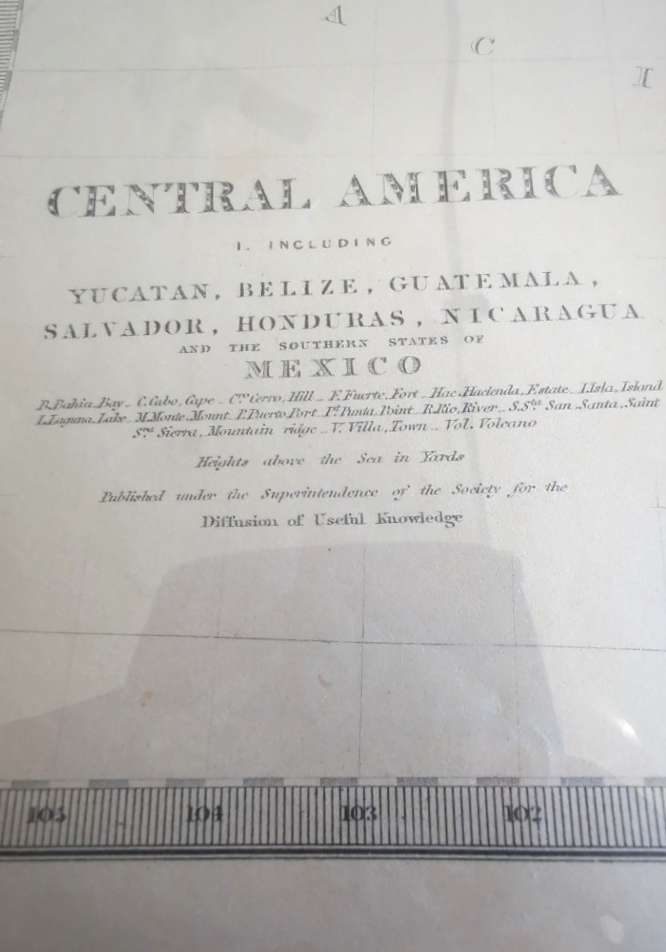 A
C
I
CENTRAL AMERICA
I. INCLUDING
YUCATAN, BELIZE, GUATEMALA,
SALVADOR, HONDURAS, NICARAGUA
AND THE SOUTHERN STATES OF
MEXICO
B. Bahia, Bay _ C. Cabo, Cape _ Cro. Cerro, Hill _ F. Fuerte, Fort _ Hac. Hacienda, Estate _ I. Isla, Island
L. Laguna, Lake _ M. Monte, Mount _ P. Puerto, Port _ Pta. Punta, Point _ R. Rio, River _ S. Sta. San, Santa, Saint
Sra. Sierra, Mountain ridge _ V. Villa, Town _ Vol. Volcano
Heights above the Sea in Yards
Published under the Superintendence of the Society for the
Diffusion of Useful Knowledge
105 104 103 102